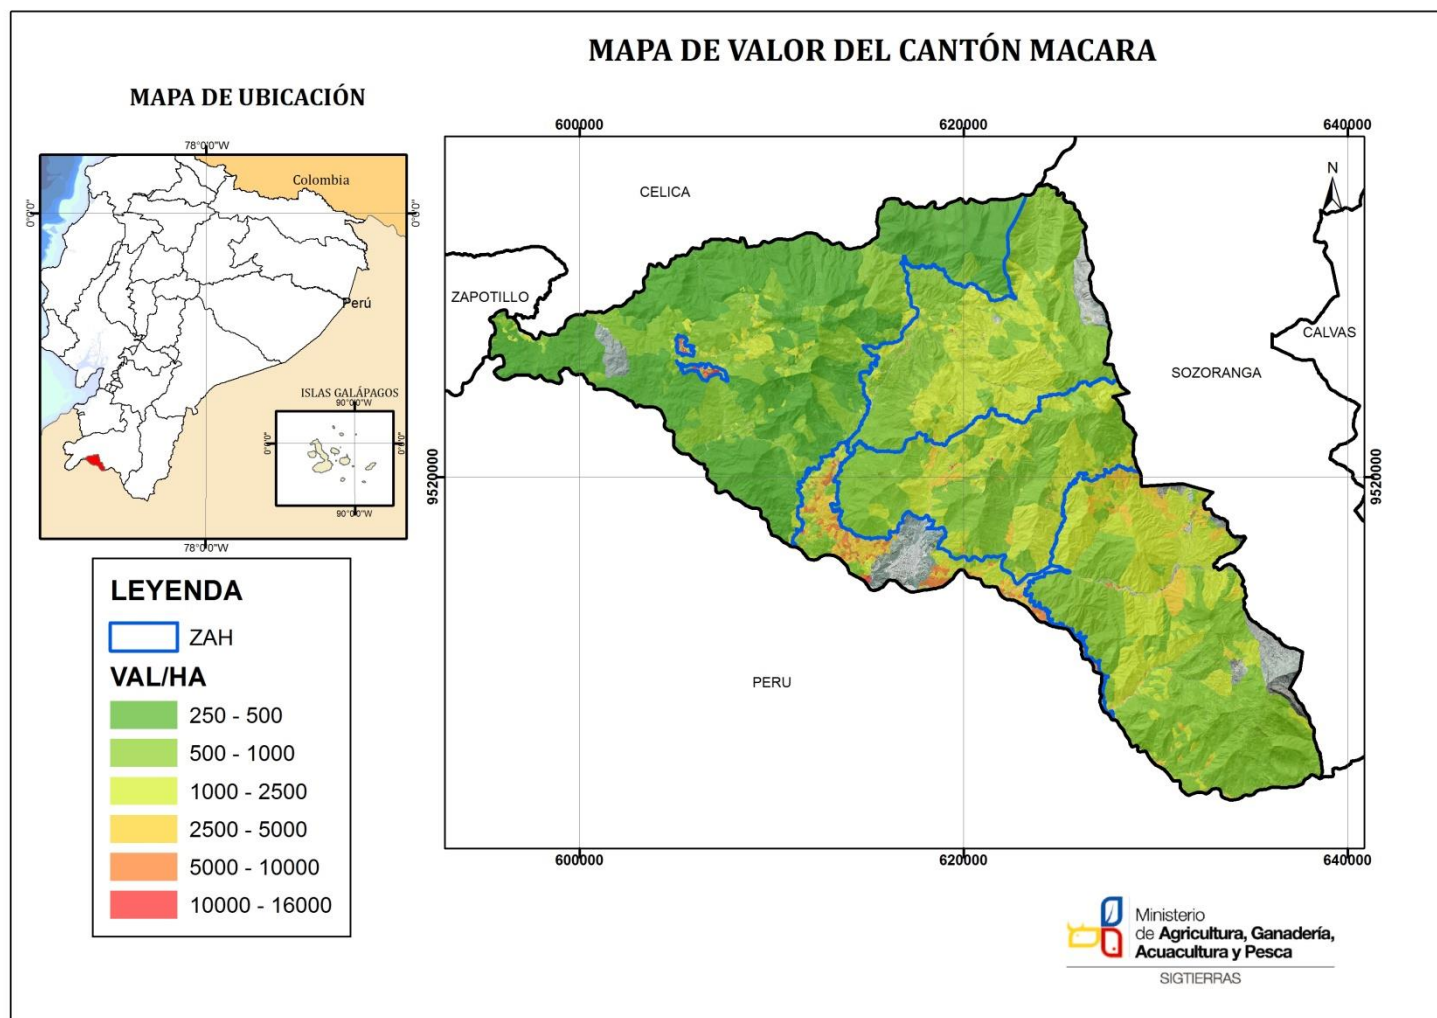 MAPA DE VALOR DEL CANTÓN MACARA
MAPA DE UBICACIÓN
78°0'0"W
Colombia
0°0'0"
0°0'0"
Perú
ISLAS GALÁPAGOS
90°0'0"W
0°0'0"
0°0'0"
90°0'0"W
78°0'0"W
600000
620000
640000
N
CELICA
ZAPOTILLO
CALVAS
SOZORANGA
9520000
9520000
PERU
600000
620000
640000
LEYENDA
ZAH
VAL/HA
250 - 500
500 - 1000
1000 - 2500
2500 - 5000
5000 - 10000
10000 - 16000
Ministerio
de Agricultura, Ganadería,
Acuacultura y Pesca
SIGTIERRAS